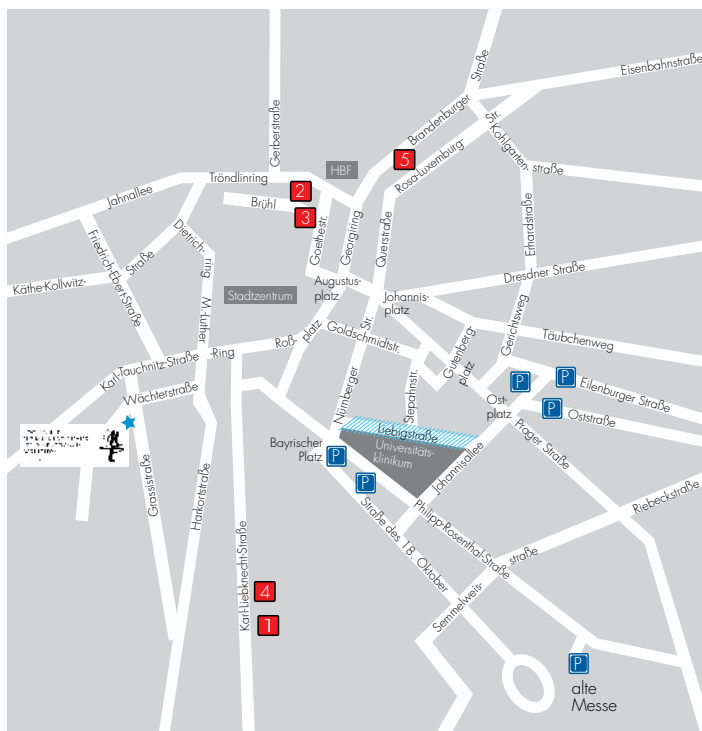 Straße
Eisenbahnstraße
Brandenburger
Str.
Kohlgarten-
straße
Gerberstraße
Rosa-Luxemburg-
5
HBF
Tröndlinring
2
Jahnallee
Brühl
3
Goethestr.
Georgiring
Querstraße
Erhardstraße
Dietrich-
ring
Friedrich-Ebert-Straße
Straße
Käthe-Kollwitz-
Dresdner Straße
Augustus-
platz
Johannis-
platz
Stadtzentrum
M.-Luther
-Ring
Roß-
platz
Goldschmidtstr.
Str.
Nürnberger
Gutenberg-
platz
Gerichtsweg
Täubchenweg
Karl-Tauchnitz-Straße
Wächterstraße
Stepahnstr.
P
P
Eilenburger Straße
Ost-
platz
P
Oststraße
Prager Straße
Liebigstraße
Universitäts-
klinikum
Johannisallee
Bayrischer
Platz
P
P
P
Grassistraße
Harkortstraße
Karl-Liebknecht-Straße
Straße des 18. Oktober
Philipp-Rosenthal-Straße
Riebeckstraße
Semmelweis-
straße
4
1
P
alte
Messe